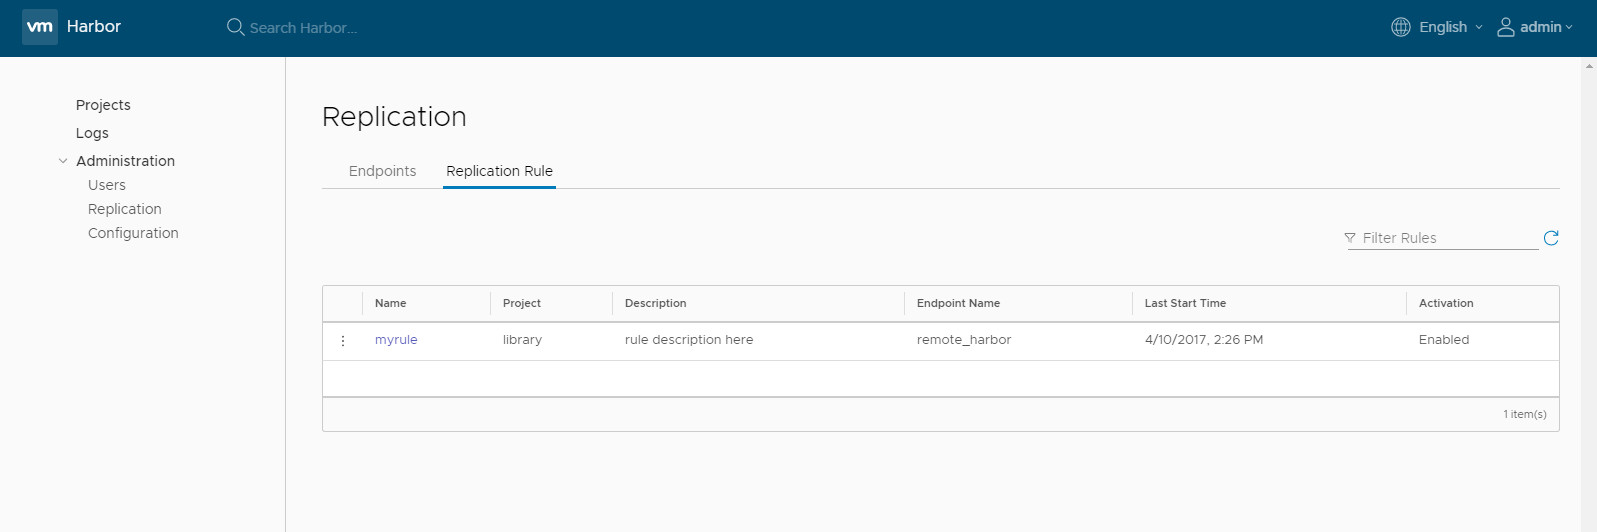 vm Harbor Search Harbor... English admin
Projects
Logs
Administration
Users
Replication
Configuration
Replication
Endpoints Replication Rule
Filter Rules
Name Project Description Endpoint Name Last Start Time Activation
myrule library rule description here remote_harbor 4/10/2017, 2:26 PM Enabled
1 item(s)